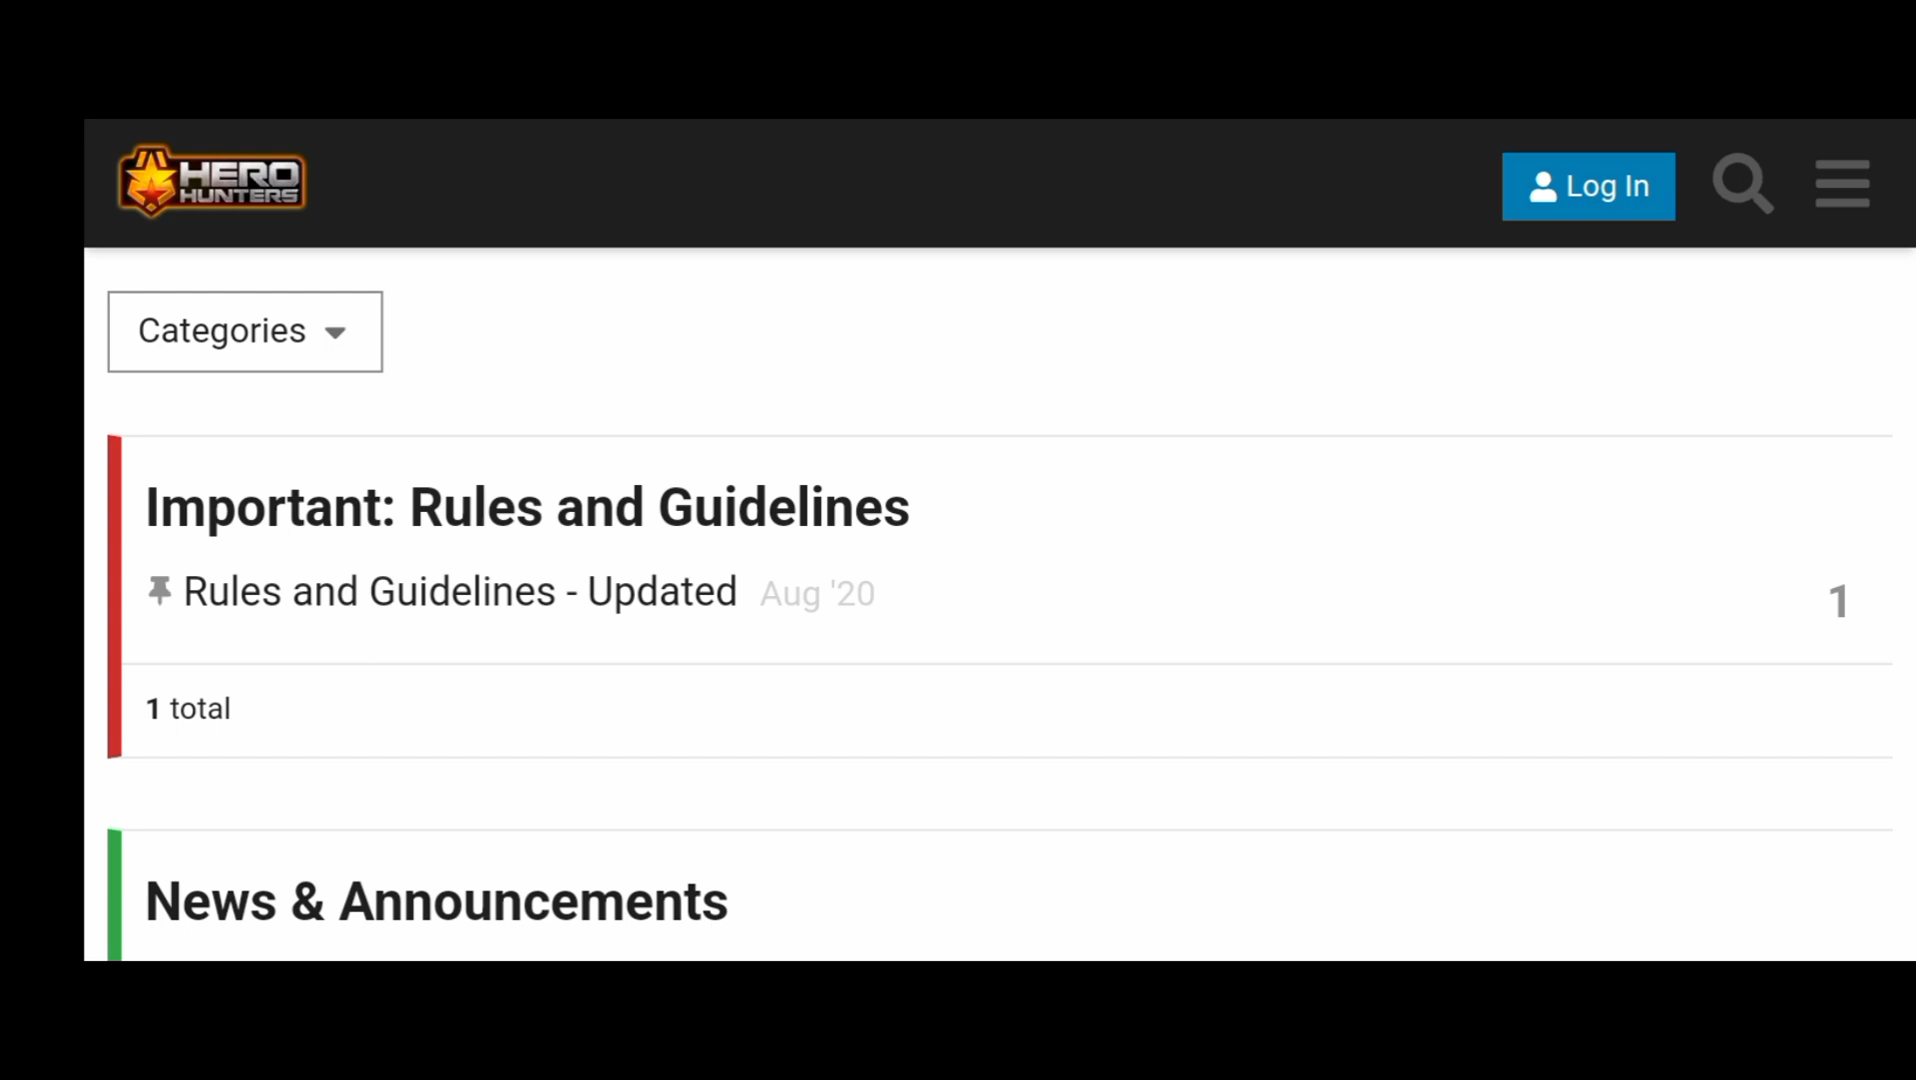 HERO
HUNTERS
Log In
Categories
Important: Rules and Guidelines
Rules and Guidelines - Updated Aug '20
1
1 total
News & Announcements